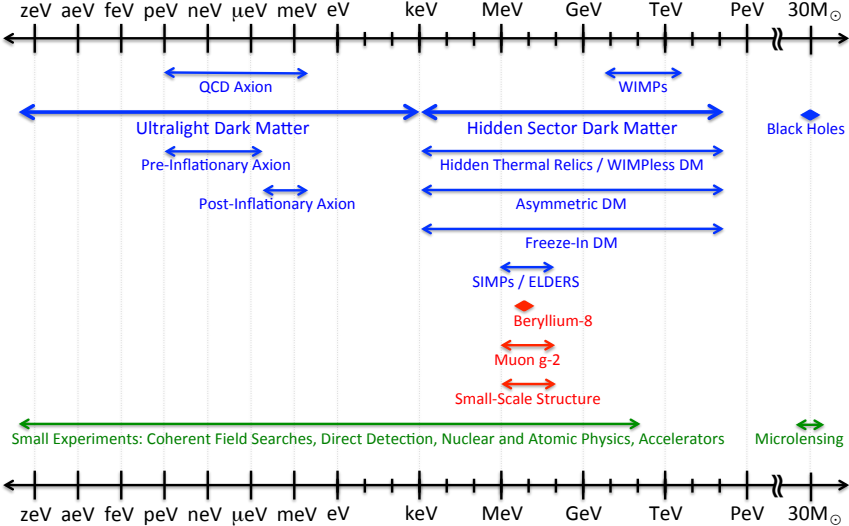 zeV aeV feV peV neV μeV meV eV keV MeV GeV TeV PeV 30M☉
QCD Axion WIMPs
Ultralight Dark Matter Hidden Sector Dark Matter Black Holes
Pre-Inflationary Axion Hidden Thermal Relics / WIMPless DM
Post-Inflationary Axion Asymmetric DM
Freeze-In DM
SIMPs / ELDERS
Beryllium-8
Muon g-2
Small-Scale Structure
Small Experiments: Coherent Field Searches, Direct Detection, Nuclear and Atomic Physics, Accelerators Microlensing
zeV aeV feV peV neV μeV meV eV keV MeV GeV TeV PeV 30M☉